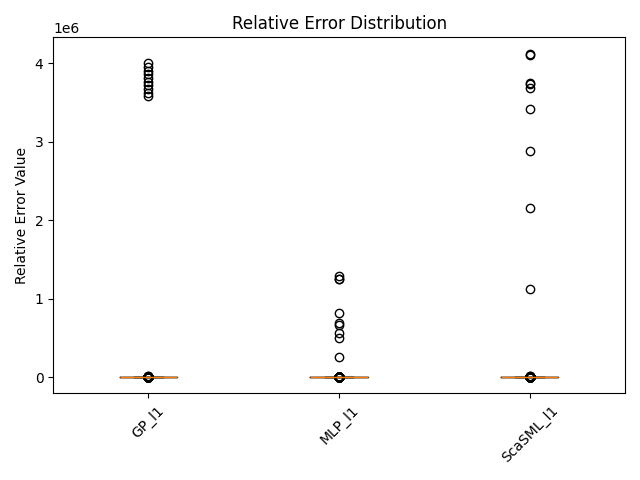 Relative Error Distribution
1e6
Relative Error Value
4
3
2
1
0
GP_l1
MLP_l1
ScaSML_l1